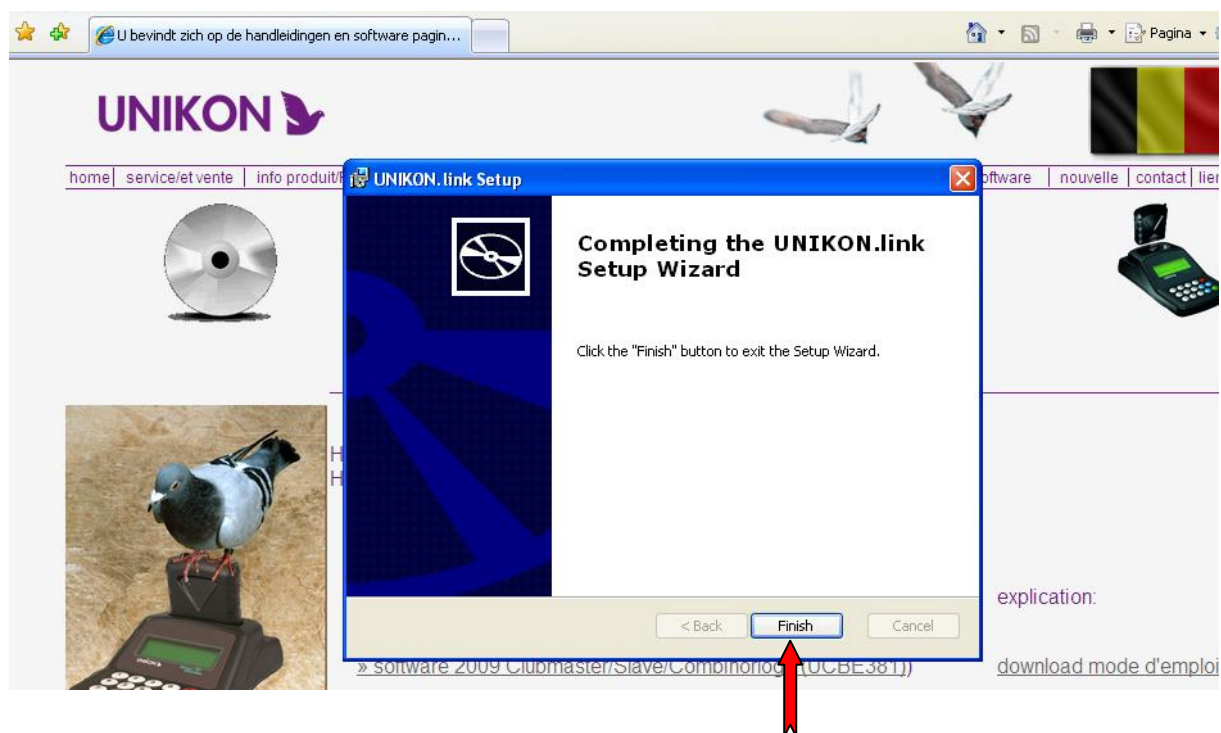 U bevindt zich op de handleidingen en software pagin...
Pagina
UNIKON
home| service/et vente | info produit/
oftware | nouvelle | contact | lier
UNIKON.link Setup
Completing the UNIKON.link
Setup Wizard
Click the "Finish" button to exit the Setup Wizard.
H
H
explication:
< Back
Finish
Cancel
» software 2009 Clubmaster/Slave/Combihorloge (UCBE381))
download mode d'emploi